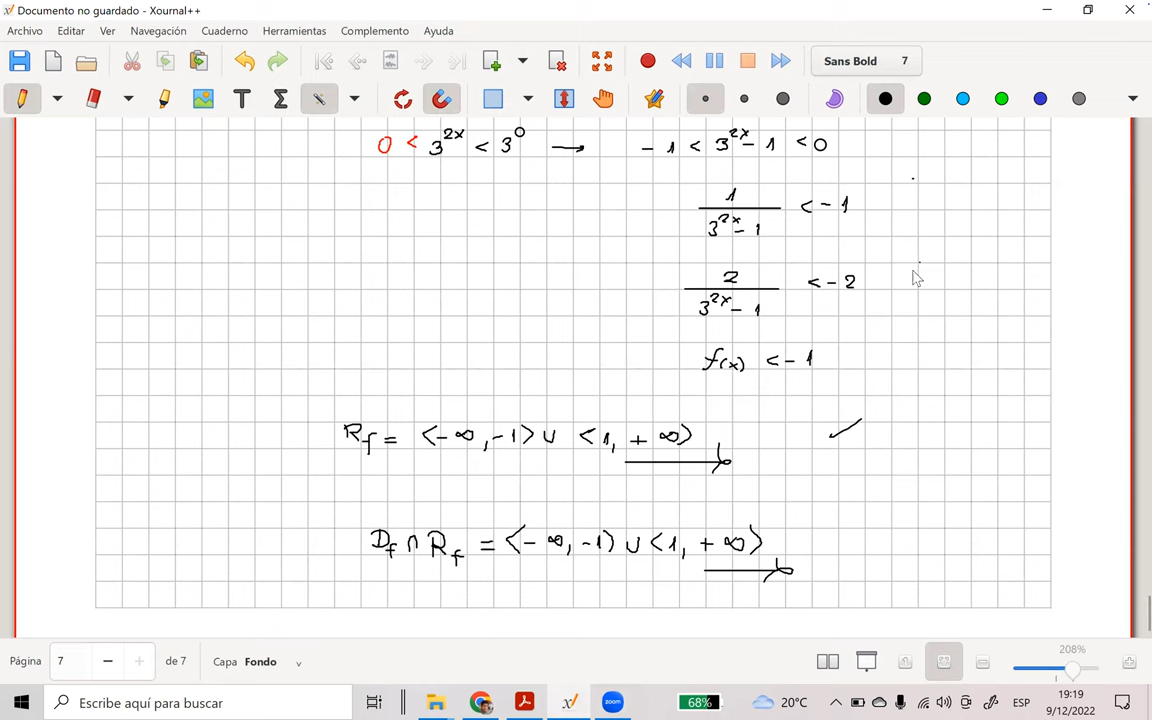 Documento no guardado - Xournal++
Archivo Editar Ver Navegación Cuaderno Herramientas Complemento Ayuda
Sans Bold 7
0 < 3^{2x} < 3^0 → -1 < 3^{2x} - 1 < 0
\frac{1}{3^{2x} - 1} < -1
\frac{2}{3^{2x} - 1} < -2
f(x) < -1
R_f = <-∞, -1> ∪ <1, +∞>
D_f ∩ R_f = <-∞, -1) ∪ <1, +∞>
Página 7 de 7 Capa Fondo 208%
Escribe aquí para buscar 68% 20°C ESP 19:19
9/12/2022